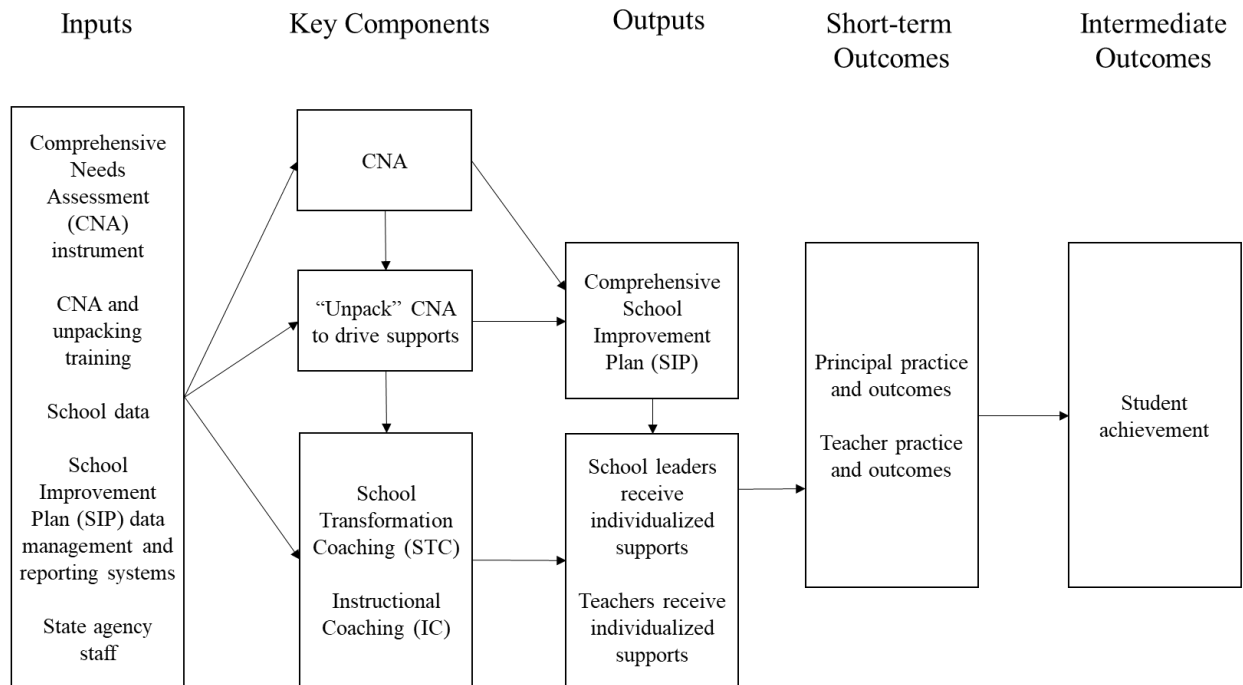 Inputs
Key Components
Outputs
Short-term
Outcomes
Intermediate
Outcomes
Comprehensive
Needs
Assessment
(CNA)
instrument
CNA and
unpacking
training
School data
School
Improvement
Plan (SIP) data
management and
reporting systems
State agency
staff
CNA
“Unpack” CNA
to drive supports
School
Transformation
Coaching (STC)
Instructional
Coaching (IC)
Comprehensive
School
Improvement
Plan (SIP)
School leaders
receive
individualized
supports
Teachers receive
individualized
supports
Principal practice
and outcomes
Teacher practice
and outcomes
Student
achievement